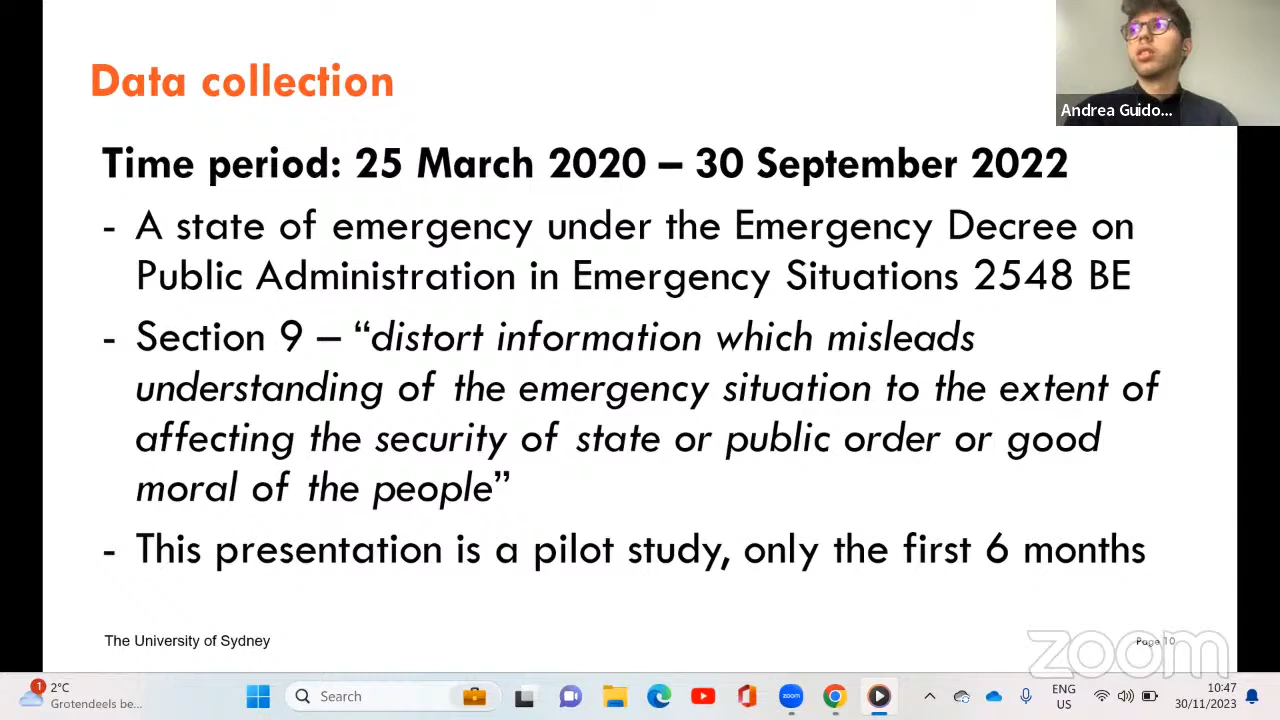 Data collection
Andrea Guido...
Time period: 25 March 2020 – 30 September 2022
- A state of emergency under the Emergency Decree on
Public Administration in Emergency Situations 2548 BE
- Section 9 – “distort information which misleads
understanding of the emergency situation to the extent of
affecting the security of state or public order or good
moral of the people”
- This presentation is a pilot study, only the first 6 months
The University of Sydney
Page 10
zoom
1
2°C
Grotendeels be...
Search
zoom
ENG
US
10:47
30/11/2023